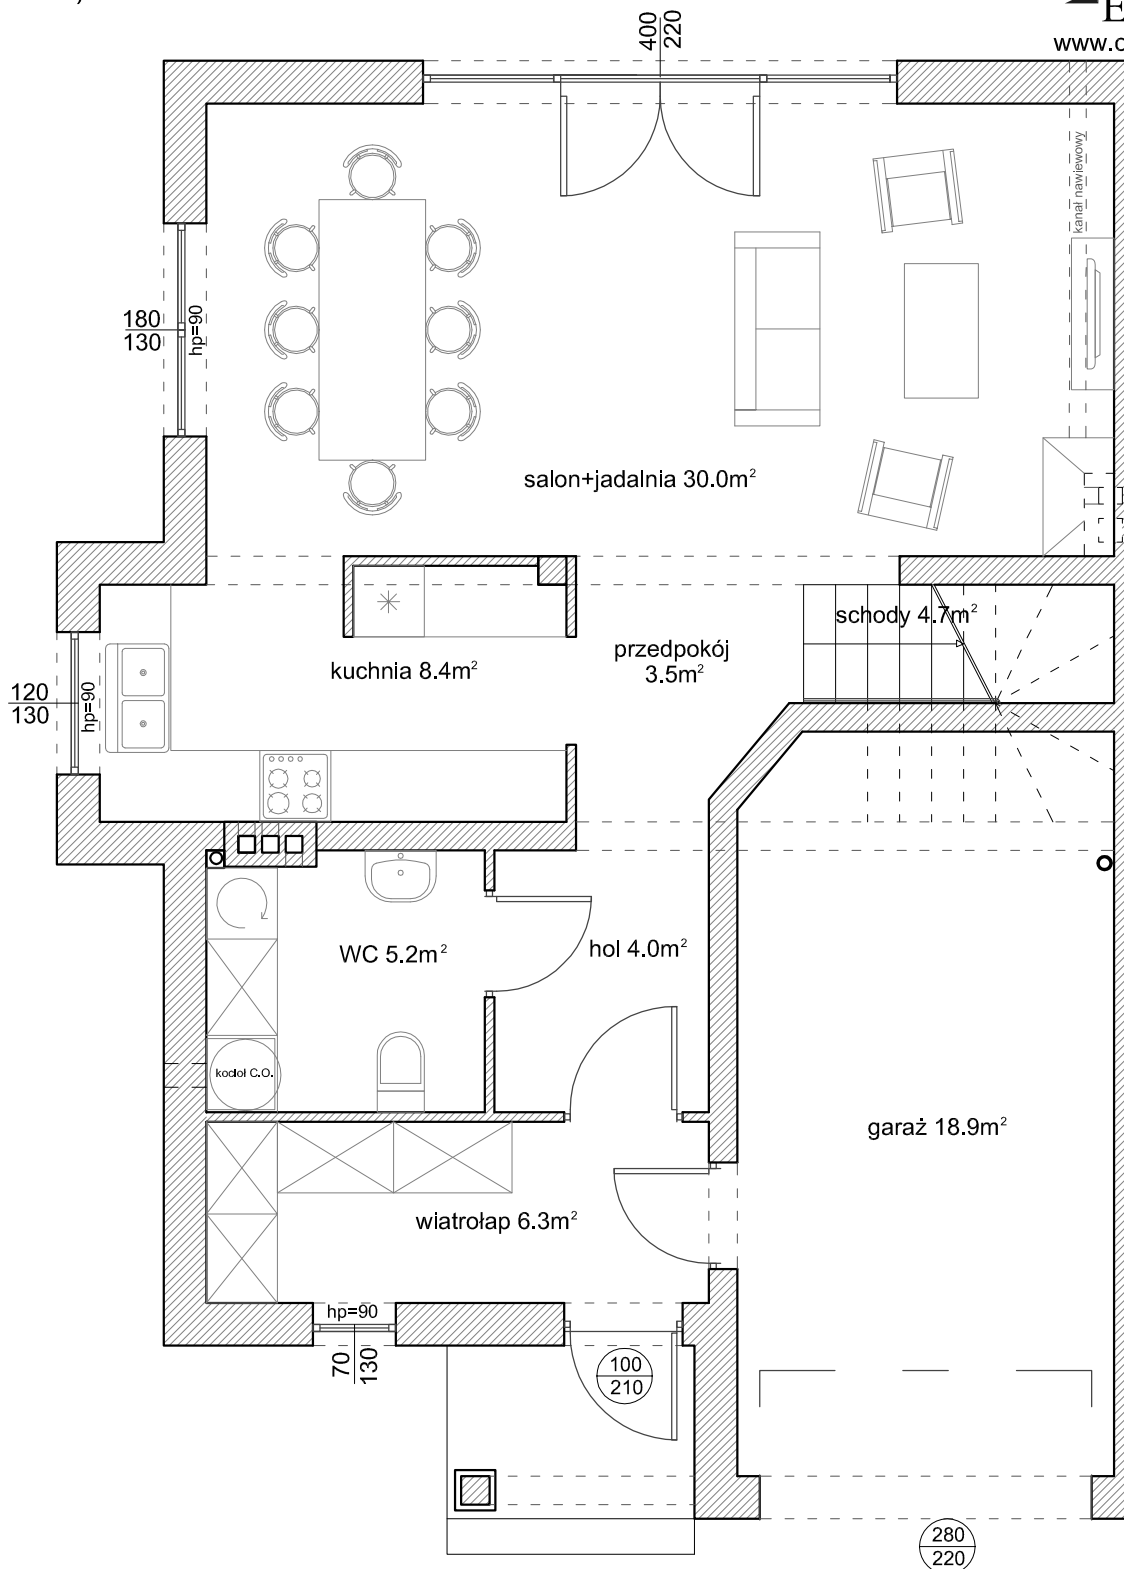 E
www.c
400
220
kanał nawiewowy
180
130
hp=90
salon+jadalnia 30.0m²
schody 4.7m²
przedpokój
3.5m²
kuchnia 8.4m²
120
130
hp=90
WC 5.2m²
hol 4.0m²
kocioł C.O.
garaż 18.9m²
wiatrołap 6.3m²
hp=90
70
130
100
210
280
220